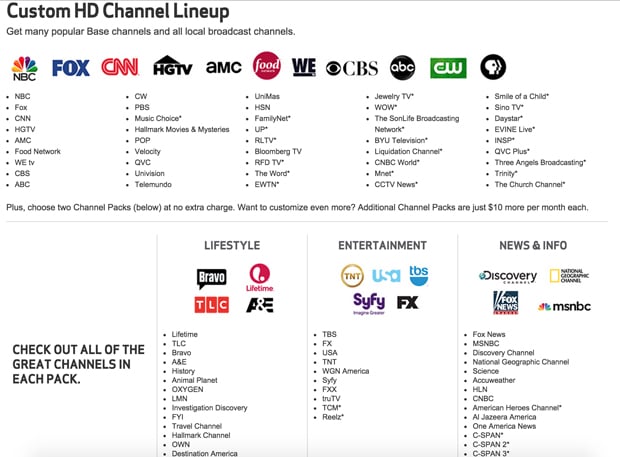 Custom HD Channel Lineup
Get many popular Base channels and all local broadcast channels.
NBC
FOX
CNN
HGTV
amc
food network
WE tv
CBS
abc
CW
PBS
NBC
Fox
CNN
HGTV
AMC
Food Network
WE tv
CBS
ABC
CW
PBS
Music Choice*
Hallmark Movies & Mysteries
POP
Velocity
QVC
Univision
Telemundo
UniMas
HSN
FamilyNet*
UP*
RLTV*
Bloomberg TV
RFD TV*
The Word*
EWTN*
Jewelry TV*
WOW*
The SonLife Broadcasting
Network*
BYU Television*
Liquidation Channel*
CNBC World*
Mnet*
CCTV News*
Smile of a Child*
Sino TV*
Daystar*
EVINE Live*
INSP*
QVC Plus*
Three Angels Broadcasting*
Trinity*
The Church Channel*
Plus, choose two Channel Packs (below) at no extra charge. Want to customize even more? Additional Channel Packs are just $10 more per month each.
CHECK OUT ALL OF THE
GREAT CHANNELS IN
EACH PACK.
LIFESTYLE
Bravo
Lifetime
TLC
A&E
Lifetime
TLC
Bravo
A&E
History
Animal Planet
OXYGEN
LMN
Investigation Discovery
FYI
Travel Channel
Hallmark Channel
OWN
Destination America
ENTERTAINMENT
TNT
usa
tbs
Syfy
Imagine Greater
FX
TBS
FX
USA
TNT
WGN America
Syfy
FXX
truTV
TCM*
Reelz*
NEWS & INFO
Discovery
CHANNEL
NATIONAL
GEOGRAPHIC
CHANNEL
FOX
NEWS
msnbc
Fox News
MSNBC
Discovery Channel
National Geographic Channel
Science
Accuweather
HLN
CNBC
American Heroes Channel*
Al Jazeera America
One America News
C-SPAN*
C-SPAN 2*
C-SPAN 3*